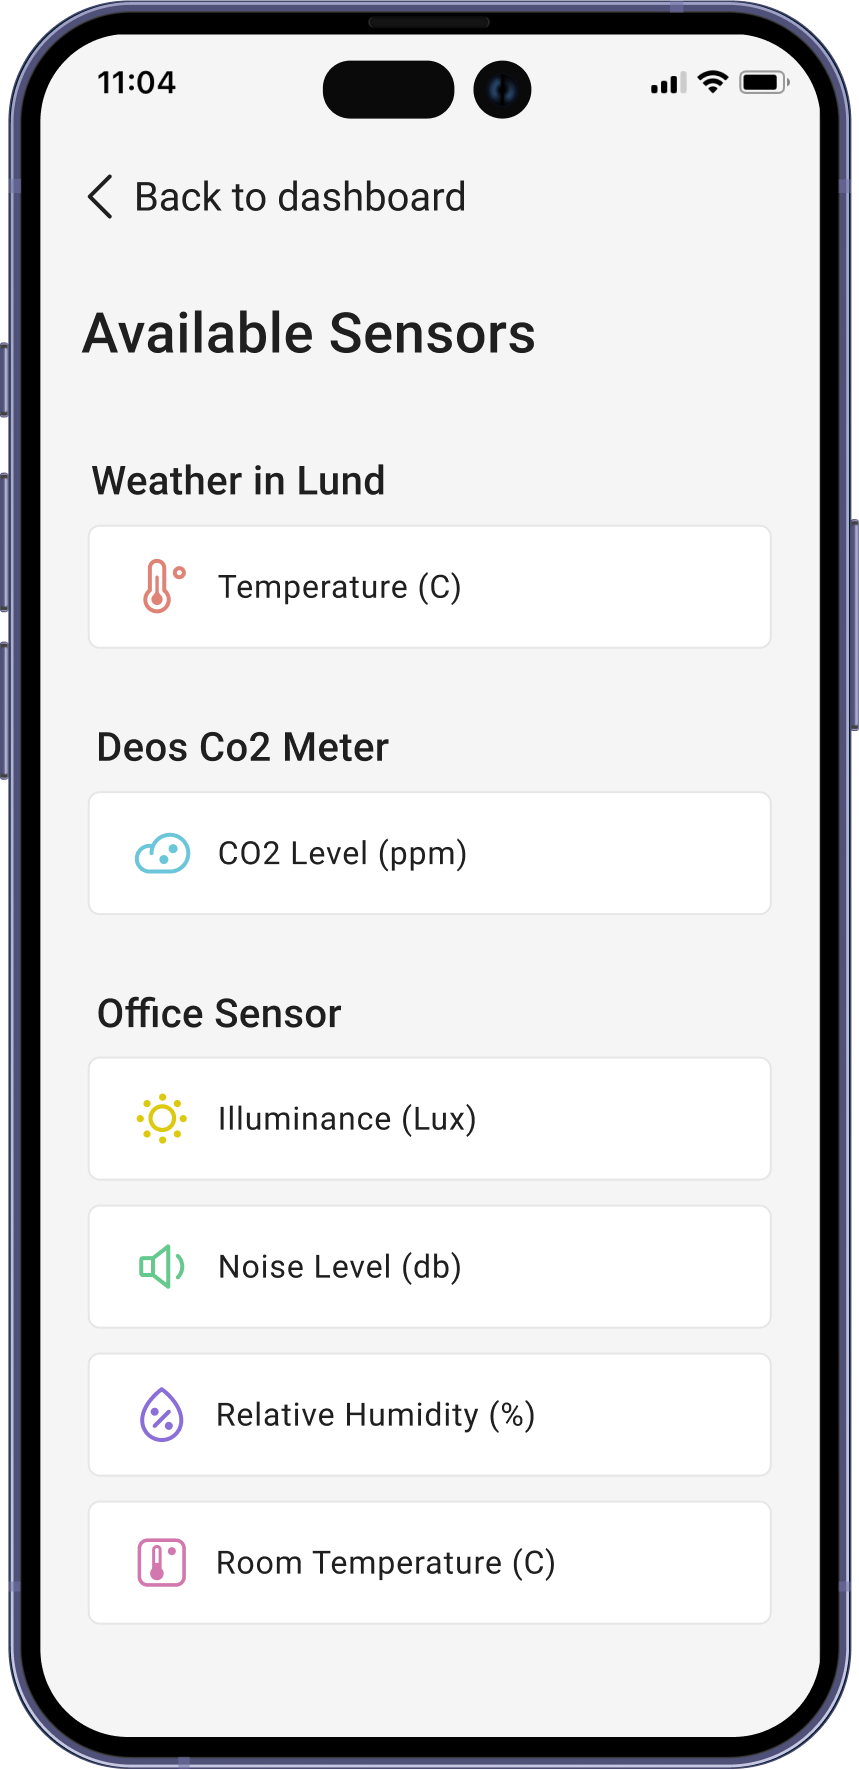 11:04
Back to dashboard
Available Sensors
Weather in Lund
Temperature (C)
Deos Co2 Meter
CO2 Level (ppm)
Office Sensor
Illuminance (Lux)
Noise Level (db)
Relative Humidity (%)
Room Temperature (C)